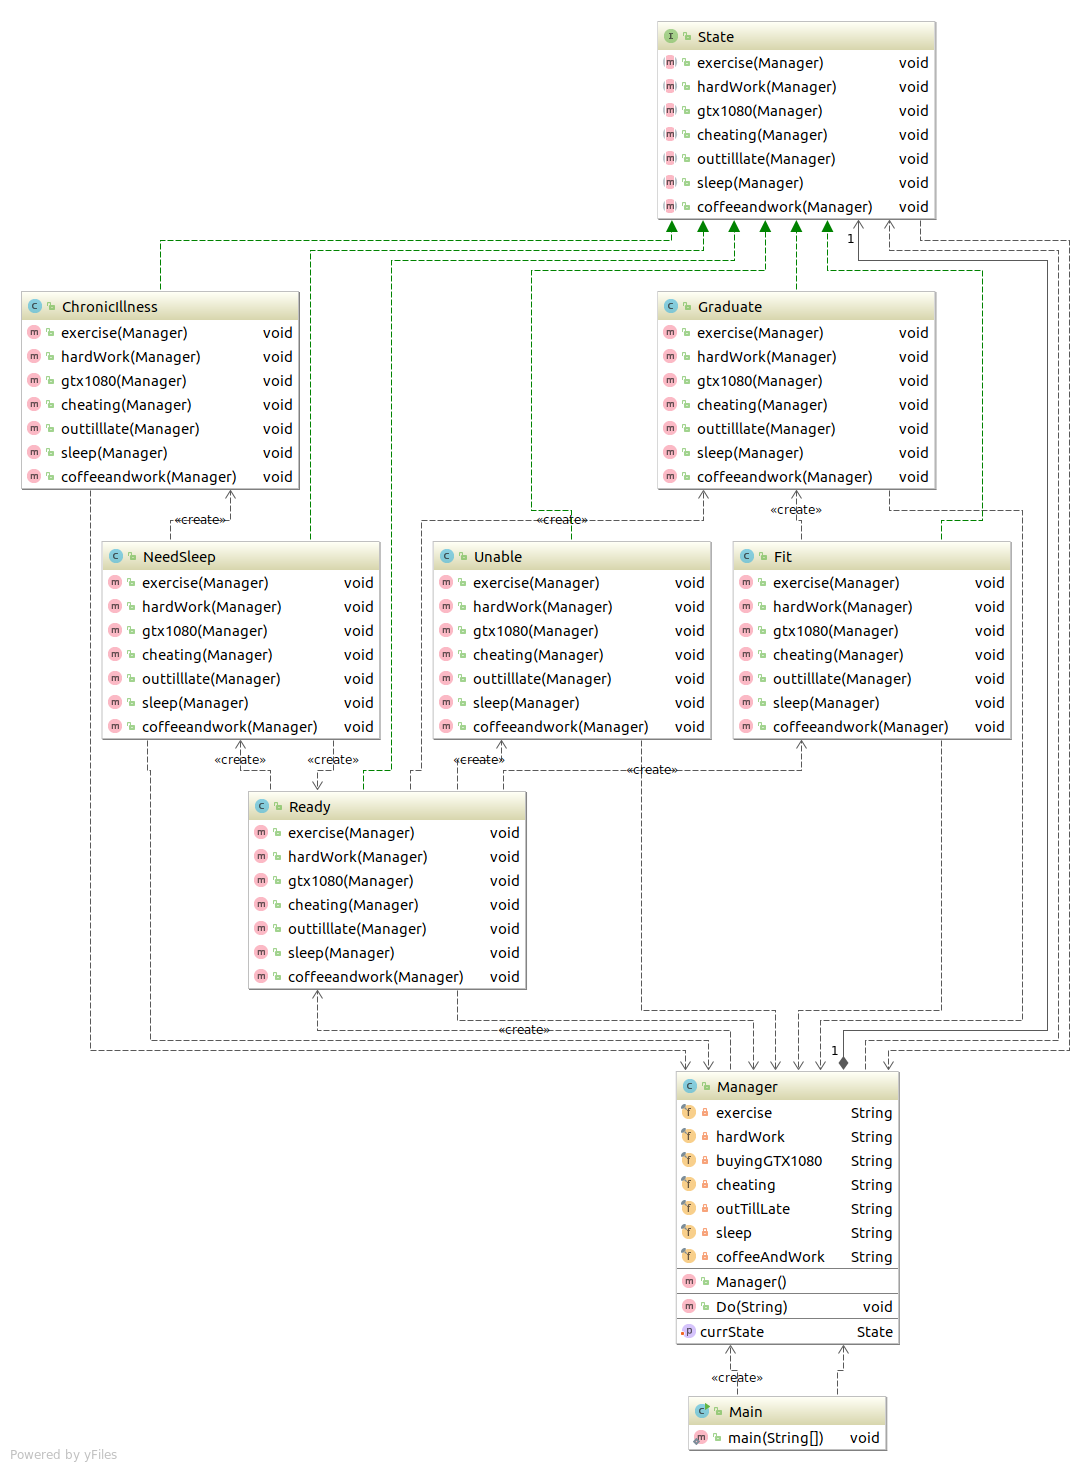 State
exercise(Manager) void
hardWork(Manager) void
gtx1080(Manager) void
cheating(Manager) void
outtilllate(Manager) void
sleep(Manager) void
coffeeandwork(Manager) void
1
ChronicIllness
exercise(Manager) void
hardWork(Manager) void
gtx1080(Manager) void
cheating(Manager) void
outtilllate(Manager) void
sleep(Manager) void
coffeeandwork(Manager) void
Graduate
exercise(Manager) void
hardWork(Manager) void
gtx1080(Manager) void
cheating(Manager) void
outtilllate(Manager) void
sleep(Manager) void
coffeeandwork(Manager) void
«create»
«create»
«create»
NeedSleep
exercise(Manager) void
hardWork(Manager) void
gtx1080(Manager) void
cheating(Manager) void
outtilllate(Manager) void
sleep(Manager) void
coffeeandwork(Manager) void
Unable
exercise(Manager) void
hardWork(Manager) void
gtx1080(Manager) void
cheating(Manager) void
outtilllate(Manager) void
sleep(Manager) void
coffeeandwork(Manager) void
Fit
exercise(Manager) void
hardWork(Manager) void
gtx1080(Manager) void
cheating(Manager) void
outtilllate(Manager) void
sleep(Manager) void
coffeeandwork(Manager) void
«create»
«create»
«create»
«create»
Ready
exercise(Manager) void
hardWork(Manager) void
gtx1080(Manager) void
cheating(Manager) void
outtilllate(Manager) void
sleep(Manager) void
coffeeandwork(Manager) void
«create»
1
Manager
exercise String
hardWork String
buyingGTX1080 String
cheating String
outTillLate String
sleep String
coffeeAndWork String
Manager()
Do(String) void
currState State
«create»
Main
main(String[]) void
Powered by yFiles